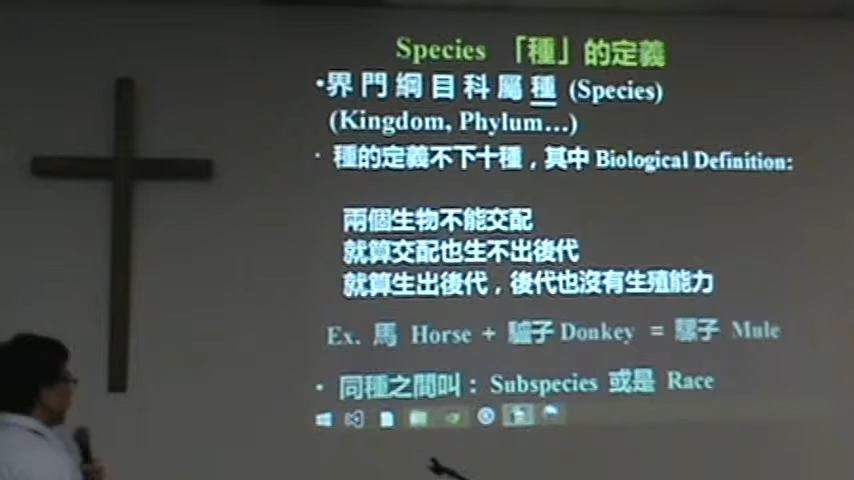 Species 「種」的定義
•界門綱目科屬種 (Species)
(Kingdom, Phylum...)
• 種的定義不下十種，其中 Biological Definition:
兩個生物不能交配
就算交配也生不出後代
就算生出後代，後代也沒有生殖能力
Ex. 馬 Horse + 驢子 Donkey = 騾子 Mule
• 同種之間叫：Subspecies 或是 Race